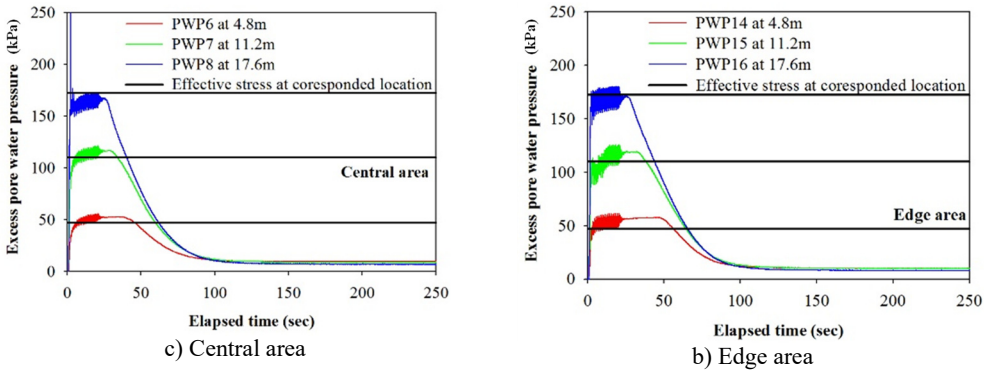 Excess pore water pressure (kPa)
250
200
150
100
50
0
PWP6 at 4.8m
PWP7 at 11.2m
PWP8 at 17.6m
Effective stress at coresponded location
Central area
0 50 100 150 200 250
Elapsed time (sec)
c) Central area
Excess pore water pressure (kPa)
250
200
150
100
50
0
PWP14 at 4.8m
PWP15 at 11.2m
PWP16 at 17.6m
Effective stress at coresponded location
Edge area
0 50 100 150 200 250
Elapsed time (sec)
b) Edge area